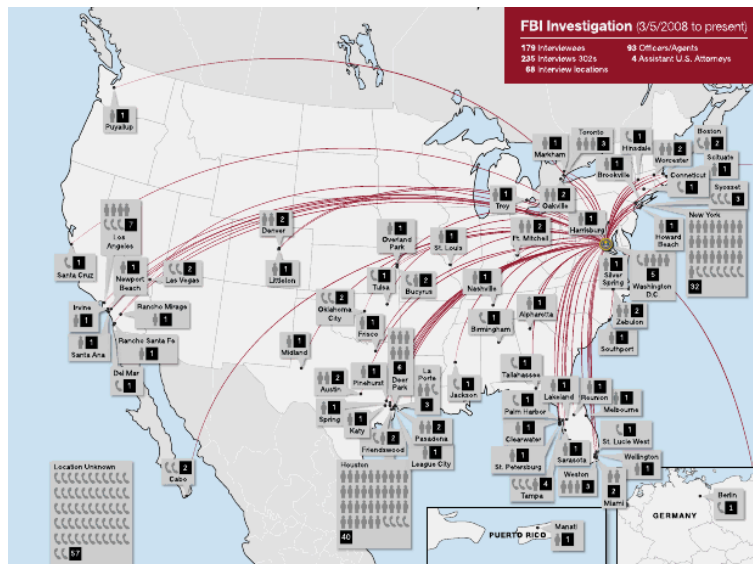 FBI Investigation (3/5/2008 to present)
179 Interviewees
93 Officers/Agents
235 Interviews 302s
4 Assistant U.S. Attorneys
68 Interview locations
1
Puyallup
1
Markham
Toronto
3
1
Brookville
1
Hinsdale
2
Worcester
Boston
2
Scituate
1
Connecticut
1
Syosset
3
1
Troy
2
Oakville
1
Harrisburg
1
Howard
Beach
New York
32
7
Los
Angeles
2
Denver
1
Overland
Park
1
St. Louis
2
Ft. Mitchell
1
Santa Cruz
1
Newport
Beach
2
Las Vegas
1
Littleton
1
Tulsa
2
Bucyrus
1
Nashville
1
Silver
Spring
5
Washington
D.C.
Irvine
1
1
Rancho Mirage
2
Oklahoma
City
1
Frisco
1
Birmingham
1
Alpharetta
2
Zebulon
1
Santa Ana
Rancho Santa Fe
1
1
Midland
1
Southport
Del Mar
1
2
Austin
1
Pinehurst
6
Deer
Park
La
Porte
3
1
Jackson
1
Tallahassee
1
Lakeland
1
Reunion
1
Melbourne
1
Spring
1
Katy
2
Friendswood
2
Pasadena
1
League City
1
Palm Harbor
1
Clearwater
1
St. Petersburg
1
Sarasota
1
St. Lucie West
Wellington
1
4
Tampa
Weston
3
2
Miami
2
Cabo
Location Unknown
57
Houston
40
PUERTO RICO
Manati
1
GERMANY
Berlin
1